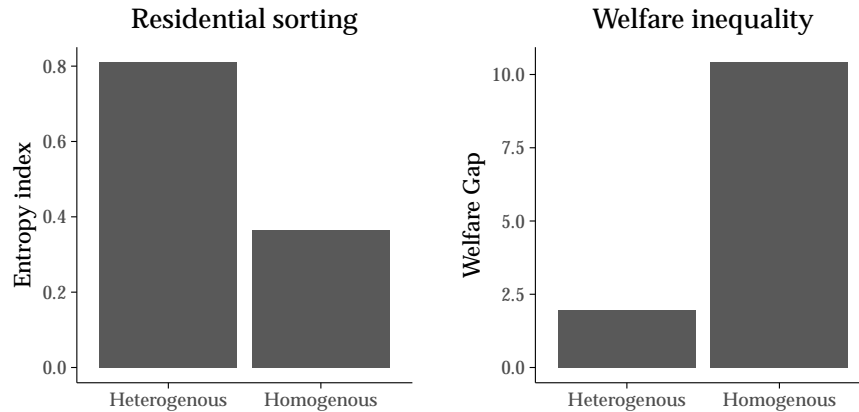 Residential sorting
Entropy index
0.8
0.6
0.4
0.2
0.0
Heterogenous
Homogenous
Welfare inequality
Welfare Gap
10.0
7.5
5.0
2.5
0.0
Heterogenous
Homogenous